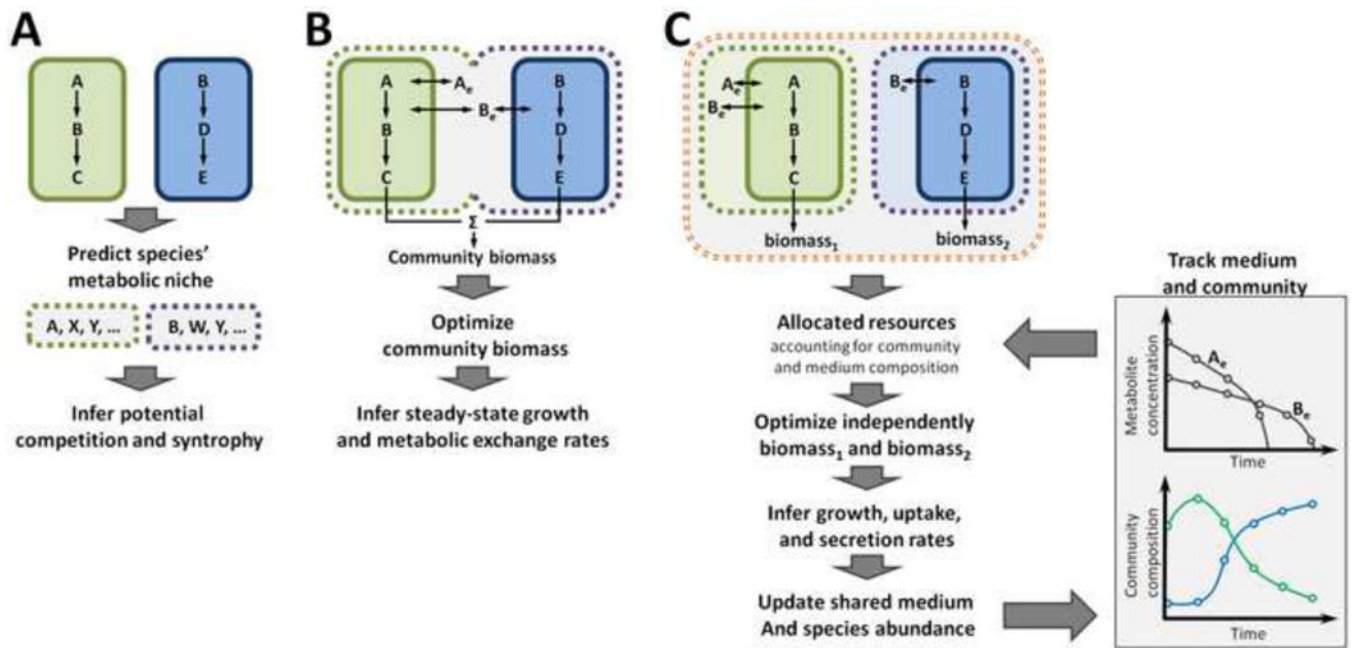 A
A
B
C
B
D
E
Predict species'
metabolic niche
A, X, Y, ...
B, W, Y, ...
Infer potential
competition and syntrophy
B
A
B
C
Aₑ
Bₑ
B
D
E
Σ
Community biomass
Optimize
community biomass
Infer steady-state growth
and metabolic exchange rates
C
Aₑ
Bₑ
A
B
C
biomass₁
Bₑ
B
D
E
biomass₂
Allocated resources
accounting for community
and medium composition
Optimize independently
biomass₁ and biomass₂
Infer growth, uptake,
and secretion rates
Update shared medium
And species abundance
Track medium
and community
Metabolite
concentration
Aₑ
Bₑ
Time
Community
composition
Time